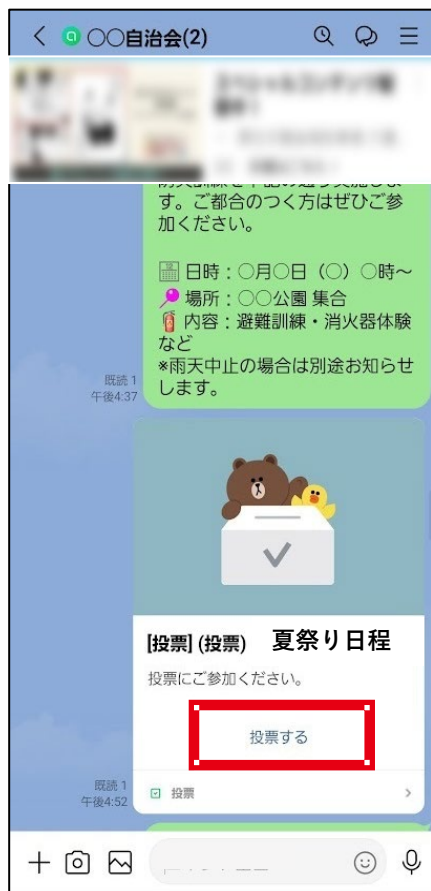 ○○自治会(2)
す。ご都合のつく方はぜひご参
加ください。
日時：○月○日（○）○時～
場所：○○公園 集合
内容：避難訓練・消火器体験
など
*雨天中止の場合は別途お知らせ
します。
既読 1
午後4:37
[投票] (投票) 夏祭り日程
投票にご参加ください。
投票する
投票
既読 1
午後4:52